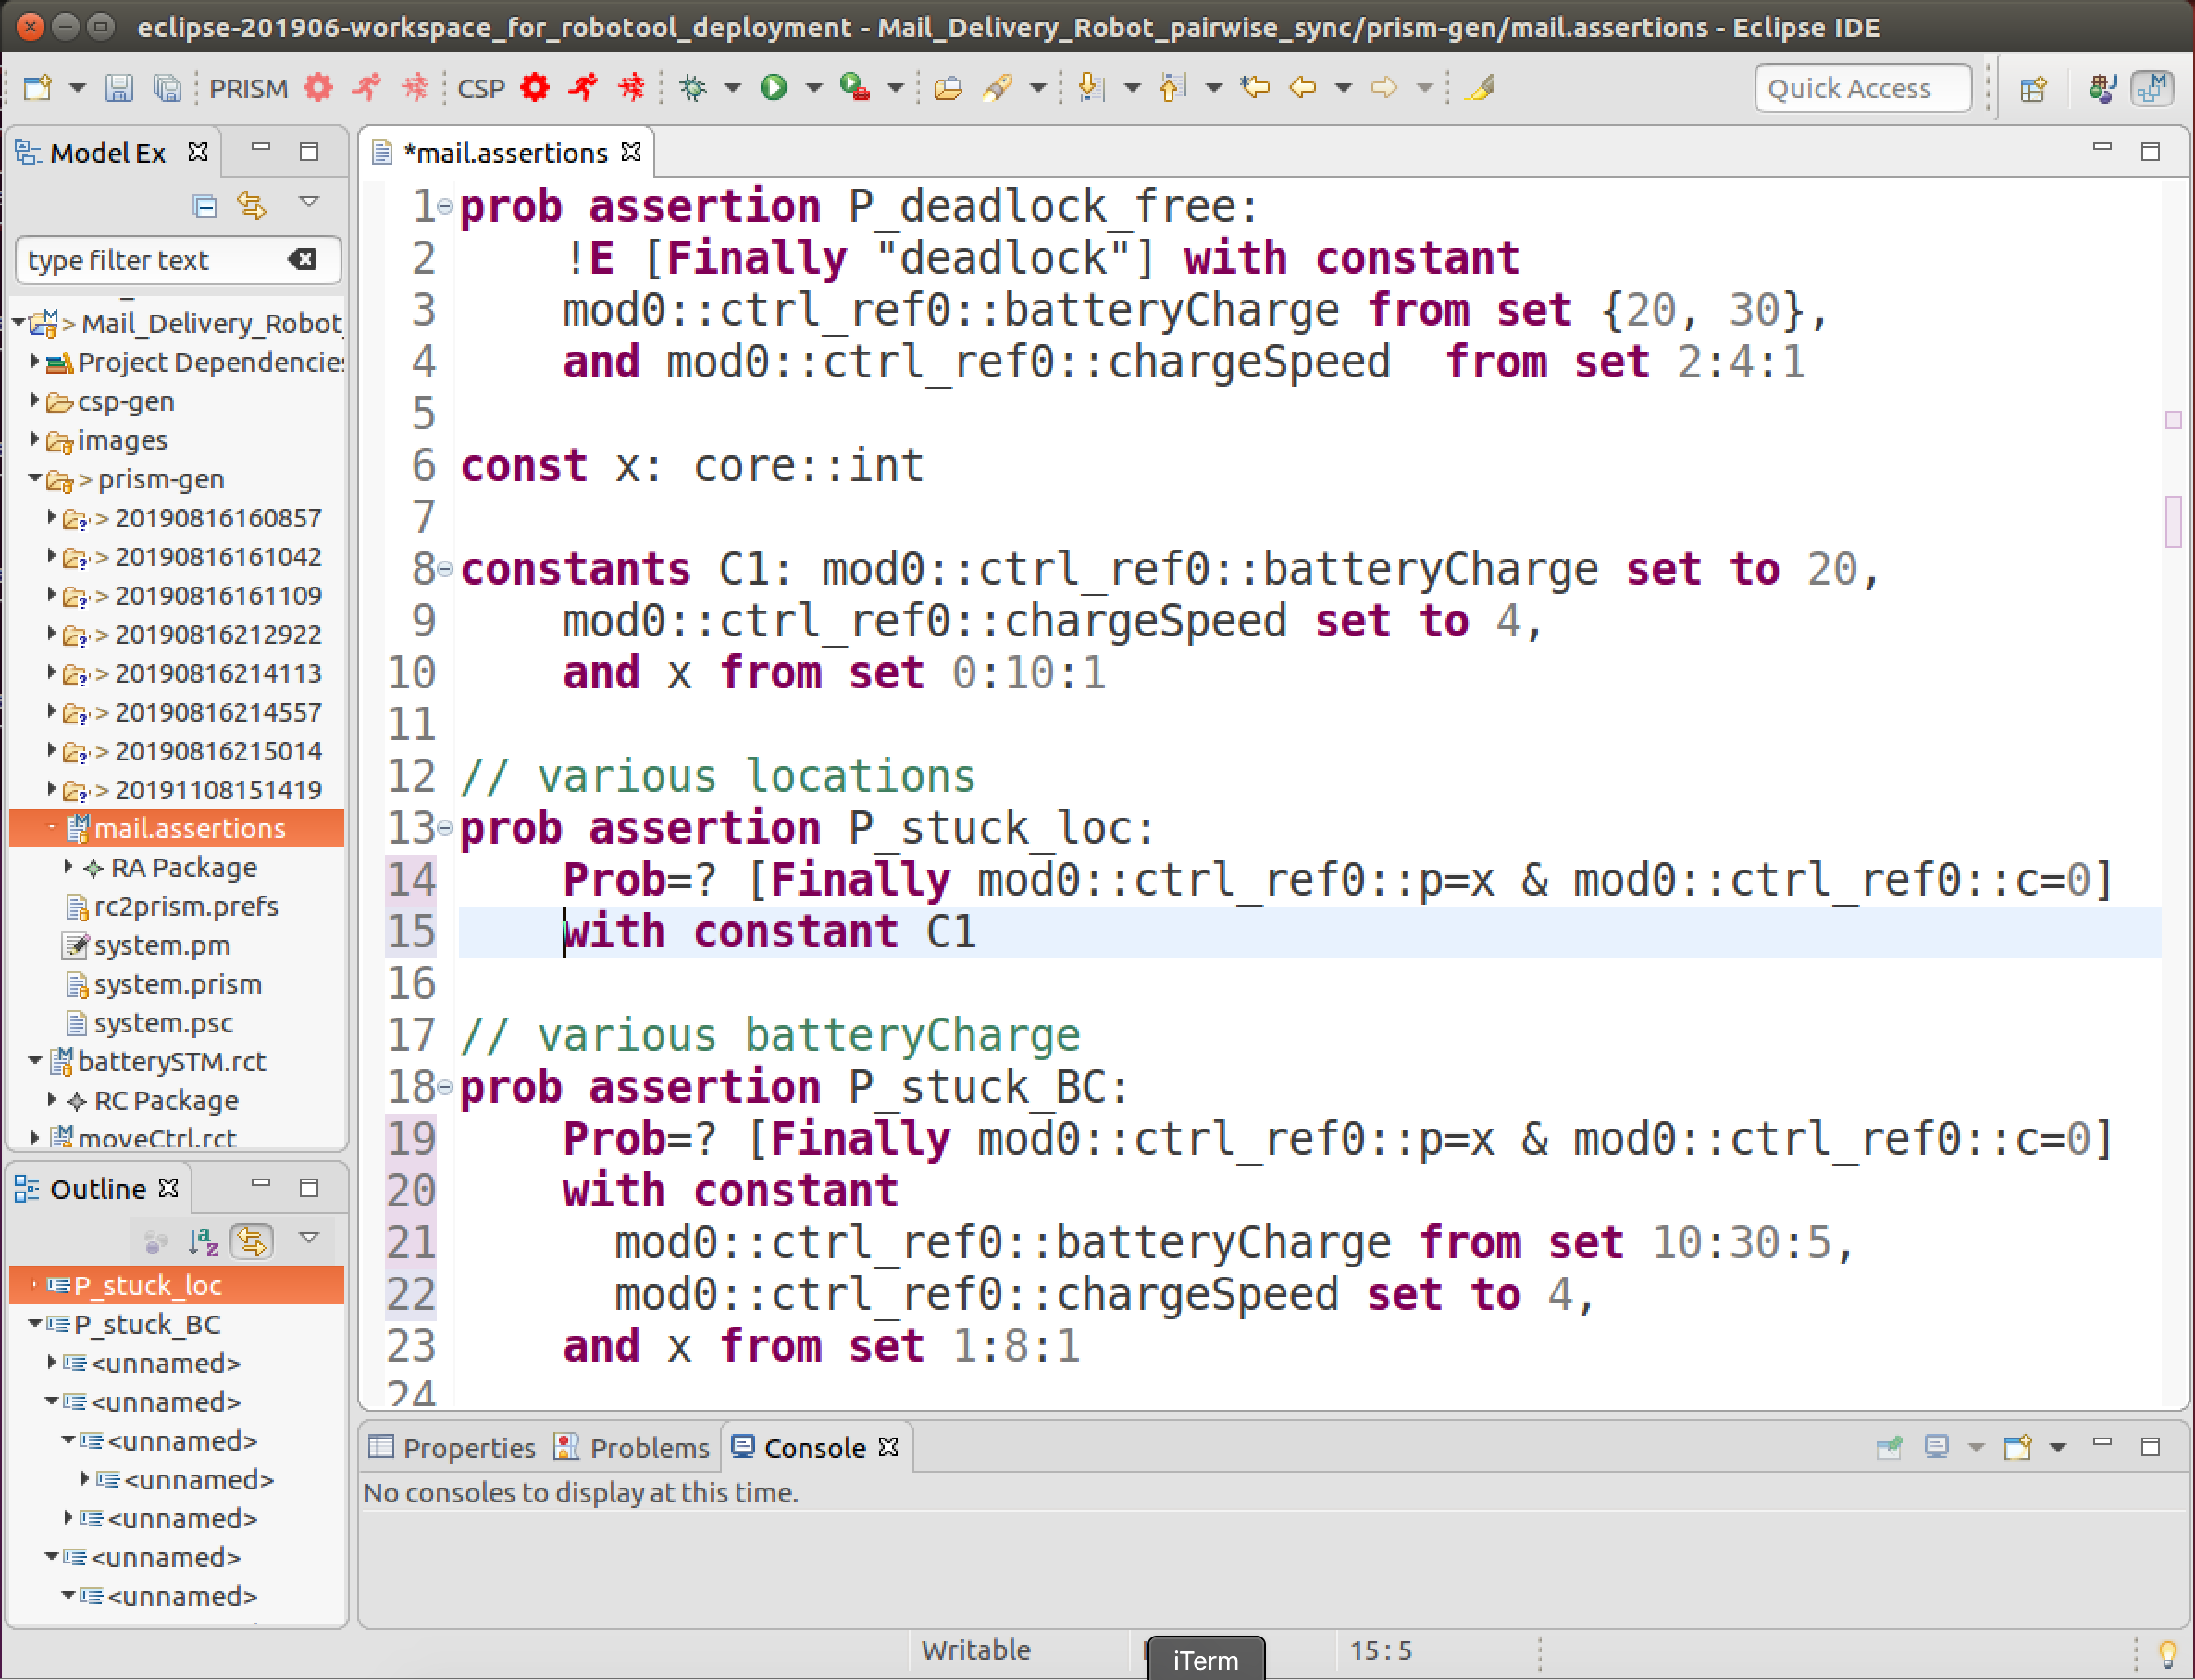 eclipse-201906-workspace_for_robotool_deployment - Mail_Delivery_Robot_pairwise_sync/prism-gen/mail.assertions - Eclipse IDE
PRISM CSP Quick Access
Model Ex
type filter text
> Mail_Delivery_Robot_
Project Dependencies
csp-gen
images
> prism-gen
> 20190816160857
> 20190816161042
> 20190816161109
> 20190816212922
> 20190816214113
> 20190816214557
> 20190816215014
> 20191108151419
mail.assertions
RA Package
rc2prism.prefs
system.pm
system.prism
system.psc
batterySTM.rct
RC Package
moveCtrl.rct
Outline
P_stuck_loc
P_stuck_BC
<unnamed>
<unnamed>
<unnamed>
<unnamed>
<unnamed>
<unnamed>
<unnamed>
*mail.assertions
1 prob assertion P_deadlock_free:
2 !E [Finally "deadlock"] with constant
3 mod0::ctrl_ref0::batteryCharge from set {20, 30},
4 and mod0::ctrl_ref0::chargeSpeed from set 2:4:1
5
6 const x: core::int
7
8 constants C1: mod0::ctrl_ref0::batteryCharge set to 20,
9 mod0::ctrl_ref0::chargeSpeed set to 4,
10 and x from set 0:10:1
11
12 // various locations
13 prob assertion P_stuck_loc:
14 Prob=? [Finally mod0::ctrl_ref0::p=x & mod0::ctrl_ref0::c=0]
15 with constant C1
16
17 // various batteryCharge
18 prob assertion P_stuck_BC:
19 Prob=? [Finally mod0::ctrl_ref0::p=x & mod0::ctrl_ref0::c=0]
20 with constant
21 mod0::ctrl_ref0::batteryCharge from set 10:30:5,
22 mod0::ctrl_ref0::chargeSpeed set to 4,
23 and x from set 1:8:1
24
Properties Problems Console
No consoles to display at this time.
Writable iTerm 15 : 5